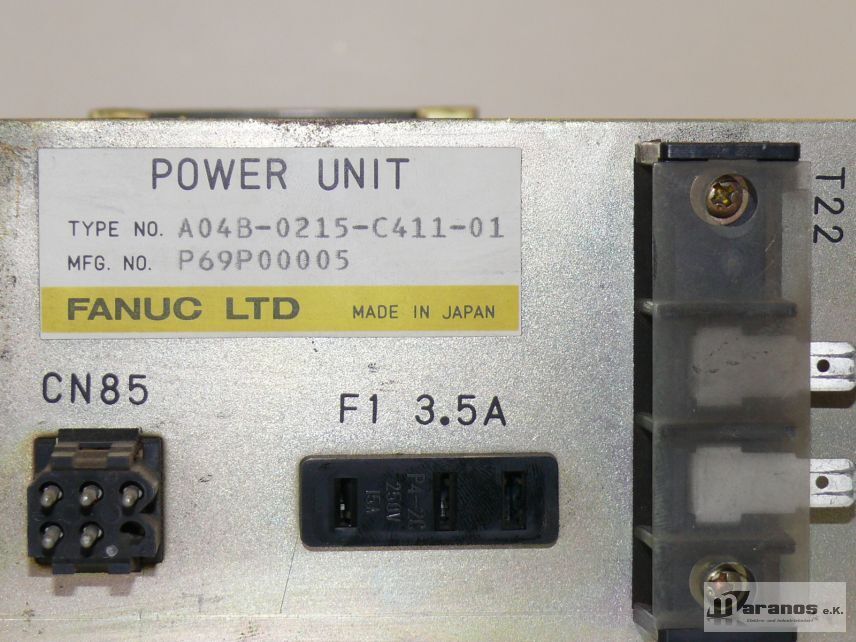 POWER UNIT
TYPE NO. A04B-0215-C411-01
MFG. NO. P69P00005
FANUC LTD MADE IN JAPAN
T22
CN85
F1 3.5A
250V
15A
Maranos e.K.